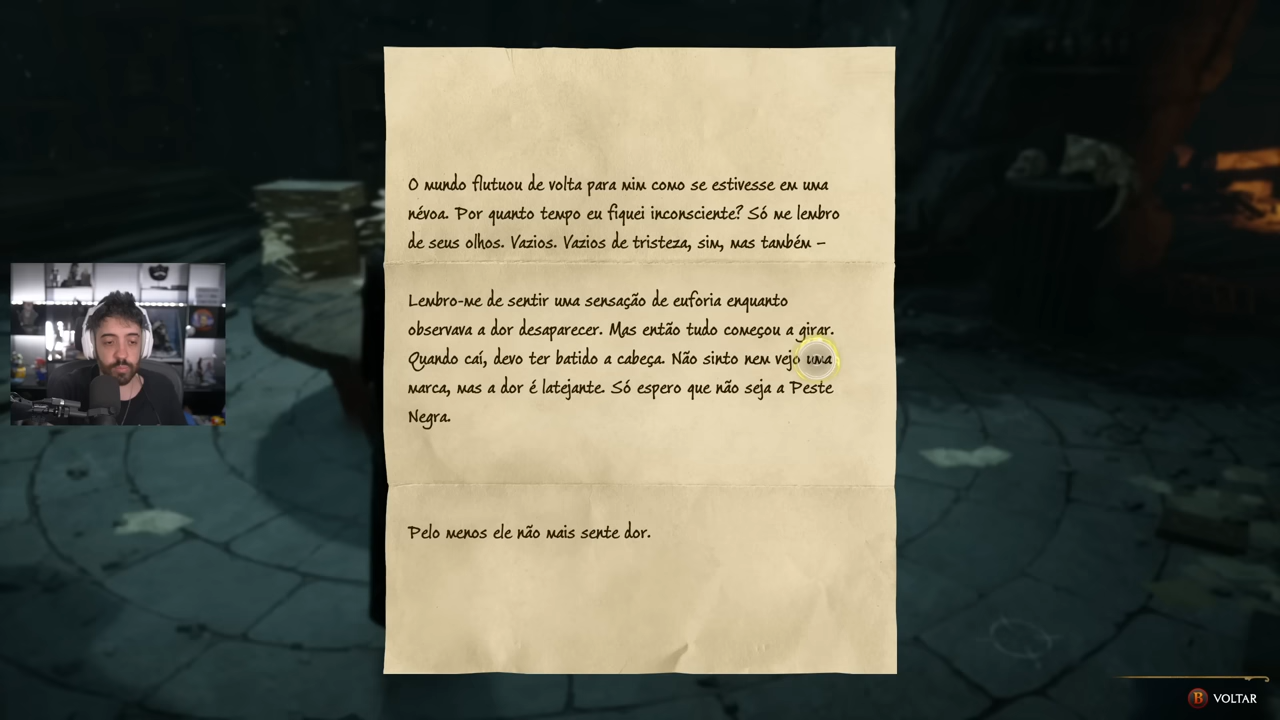 O mundo flutuou de volta para mim como se estivesse em uma
névoa. Por quanto tempo eu fiquei inconsciente? Só me lembro
de seus olhos. Vazios. Vazios de tristeza, sim, mas também –
Lembro-me de sentir uma sensação de euforia enquanto
observava a dor desaparecer. Mas então tudo começou a girar.
Quando caí, devo ter batido a cabeça. Não sinto nem vejo uma
marca, mas a dor é latejante. Só espero que não seja a Peste
Negra.
Pelo menos ele não mais sente dor.
B VOLTAR